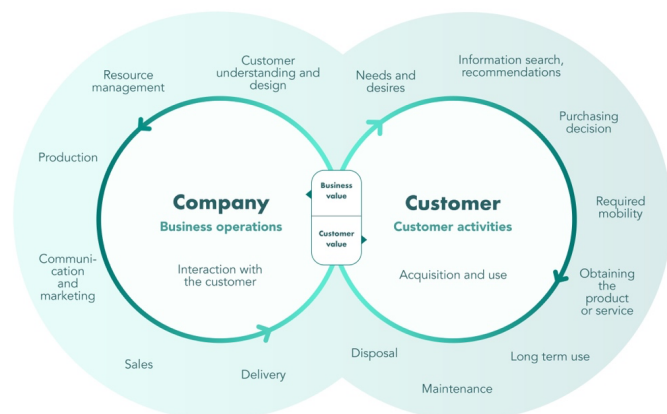 Customer
understanding and
design
Resource
management
Production
Communi-
cation
and
marketing
Sales
Delivery
Company
Business operations
Interaction with
the customer
Business
value
Customer
value
Needs and
desires
Information search,
recommendations
Purchasing
decision
Required
mobility
Obtaining
the
product
or service
Long term use
Maintenance
Disposal
Customer
Customer activities
Acquisition and use